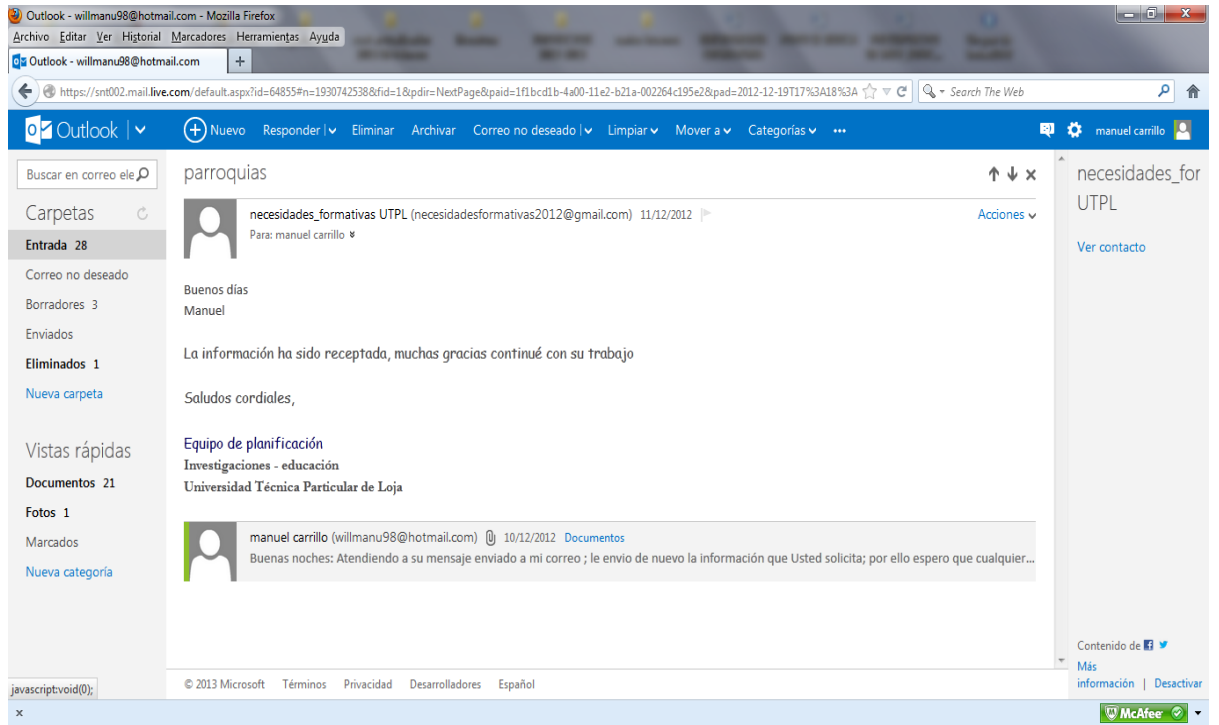 Outlook - willmanu98@hotmail.com - Mozilla Firefox
Archivo Editar Ver Historial Marcadores Herramientas Ayuda
Outlook - willmanu98@hotmail.com +
https://snt002.mail.live.com/default.aspx?id=64855#n=1930742538&fid=1&pdir=NextPage&paid=1f1bcd1b-4a00-11e2-b21a-002264c195e2&pad=2012-12-19T17%3A18%3A Search The Web
Outlook Nuevo Responder Eliminar Archivar Correo no deseado Limpiar Mover a Categorías ••• manuel carrillo
Buscar en correo ele
Carpetas
Entrada 28
Correo no deseado
Borradores 3
Enviados
Eliminados 1
Nueva carpeta
Vistas rápidas
Documentos 21
Fotos 1
Marcados
Nueva categoría
javascript:void(0);
parroquias
necesidades_formativas UTPL (necesidadesformativas2012@gmail.com) 11/12/2012
Acciones
Para: manuel carrillo
Buenos días
Manuel
La información ha sido receptada, muchas gracias continué con su trabajo
Saludos cordiales,
Equipo de planificación
Investigaciones - educación
Universidad Técnica Particular de Loja
manuel carrillo (willmanu98@hotmail.com) 10/12/2012 Documentos
Buenas noches: Atendiendo a su mensaje enviado a mi correo ; le envio de nuevo la información que Usted solicita; por ello espero que cualquier...
© 2013 Microsoft Términos Privacidad Desarrolladores Español
necesidades_for
UTPL
Ver contacto
Contenido de
Más
información | Desactivar
x
McAfee